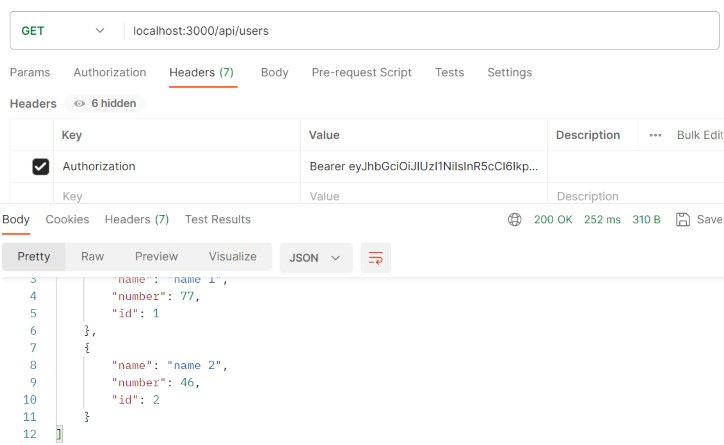 GET localhost:3000/api/users
Params Authorization Headers (7) Body Pre-request Script Tests Settings
Headers 6 hidden
Key Value Description ••• Bulk Edit
Authorization Bearer eyJhbGciOiJIUzI1NiIsInR5cCI6Ikp...
Key Value Description
Body Cookies Headers (7) Test Results 200 OK 252 ms 310 B Save
Pretty Raw Preview Visualize JSON
3 "name": "name 1",
4 "number": 77,
5 "id": 1
6 },
7 {
8 "name": "name 2",
9 "number": 46,
10 "id": 2
11 }
12 ]